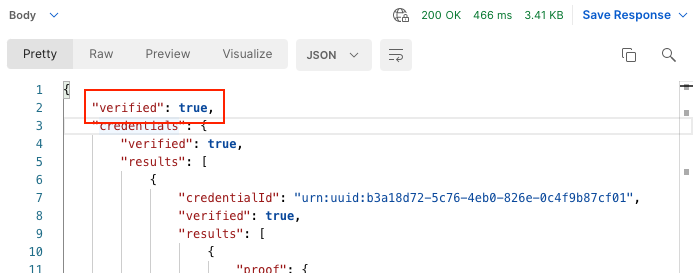 Body 200 OK 466 ms 3.41 KB Save Response
Pretty Raw Preview Visualize JSON
1 {
2 "verified": true,
3 "credentials": {
4 "verified": true,
5 "results": [
6 {
7 "credentialId": "urn:uuid:b3a18d72-5c76-4eb0-826e-0c4f9b87cf01",
8 "verified": true,
9 "results": [
10 {
11 "proof": {